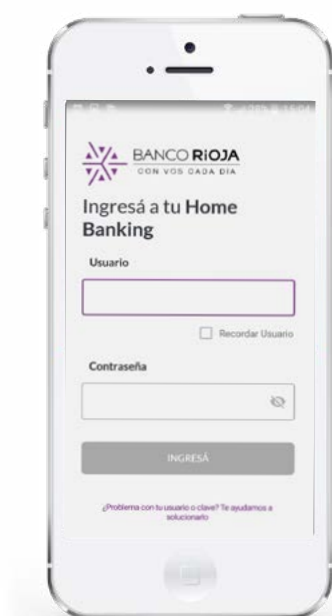 BANCO RIOJA
CON VOS CADA DIA
Ingresá a tu Home
Banking
Usuario
Recordar Usuario
Contraseña
INGRESÁ
¿Problema con tu usuario o clave? Te ayudamos a
solucionarlo